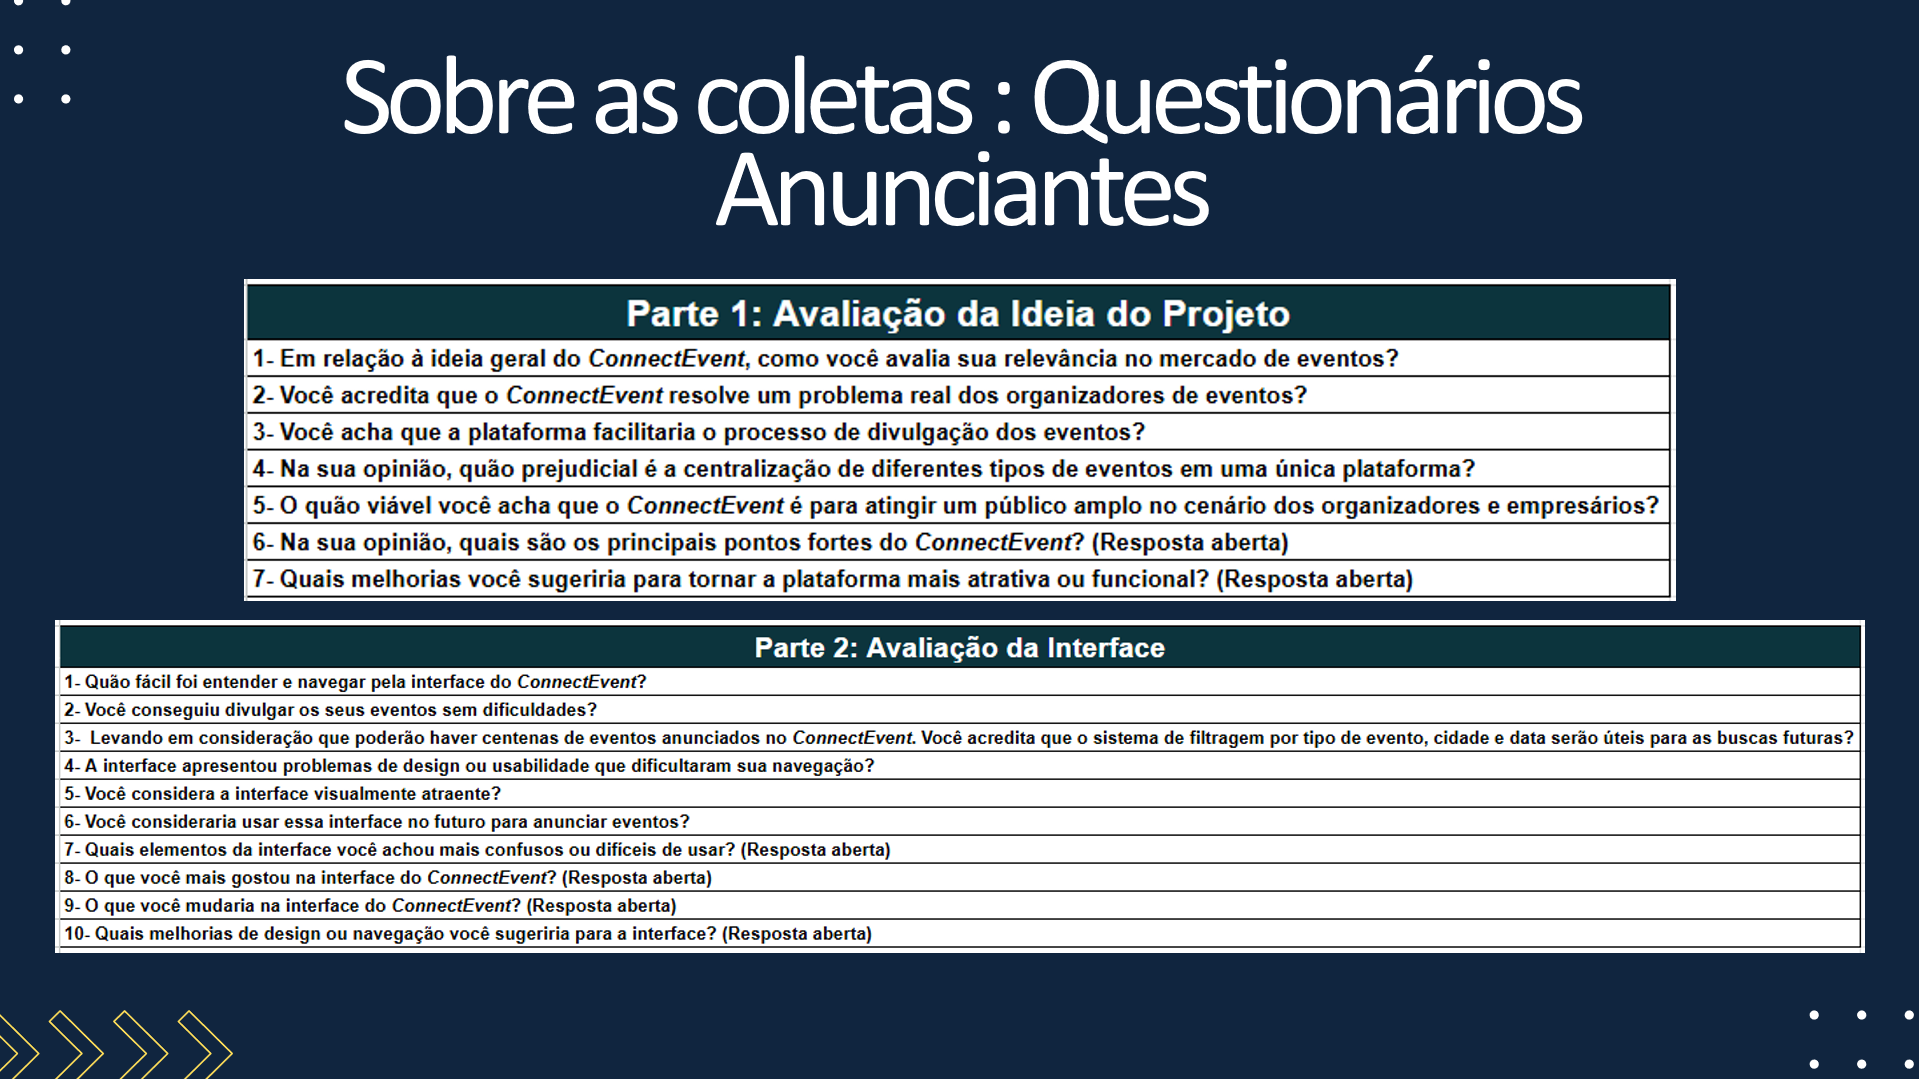 Sobre as coletas : Questionários
Anunciantes
Parte 1: Avaliação da Ideia do Projeto
1- Em relação à ideia geral do ConnectEvent, como você avalia sua relevância no mercado de eventos?
2- Você acredita que o ConnectEvent resolve um problema real dos organizadores de eventos?
3- Você acha que a plataforma facilitaria o processo de divulgação dos eventos?
4- Na sua opinião, quão prejudicial é a centralização de diferentes tipos de eventos em uma única plataforma?
5- O quão viável você acha que o ConnectEvent é para atingir um público amplo no cenário dos organizadores e empresários?
6- Na sua opinião, quais são os principais pontos fortes do ConnectEvent? (Resposta aberta)
7- Quais melhorias você sugeriria para tornar a plataforma mais atrativa ou funcional? (Resposta aberta)
Parte 2: Avaliação da Interface
1- Quão fácil foi entender e navegar pela interface do ConnectEvent?
2- Você conseguiu divulgar os seus eventos sem dificuldades?
3- Levando em consideração que poderão haver centenas de eventos anunciados no ConnectEvent. Você acredita que o sistema de filtragem por tipo de evento, cidade e data serão úteis para as buscas futuras?
4- A interface apresentou problemas de design ou usabilidade que dificultaram sua navegação?
5- Você considera a interface visualmente atraente?
6- Você consideraria usar essa interface no futuro para anunciar eventos?
7- Quais elementos da interface você achou mais confusos ou difíceis de usar? (Resposta aberta)
8- O que você mais gostou na interface do ConnectEvent? (Resposta aberta)
9- O que você mudaria na interface do ConnectEvent? (Resposta aberta)
10- Quais melhorias de design ou navegação você sugeriria para a interface? (Resposta aberta)